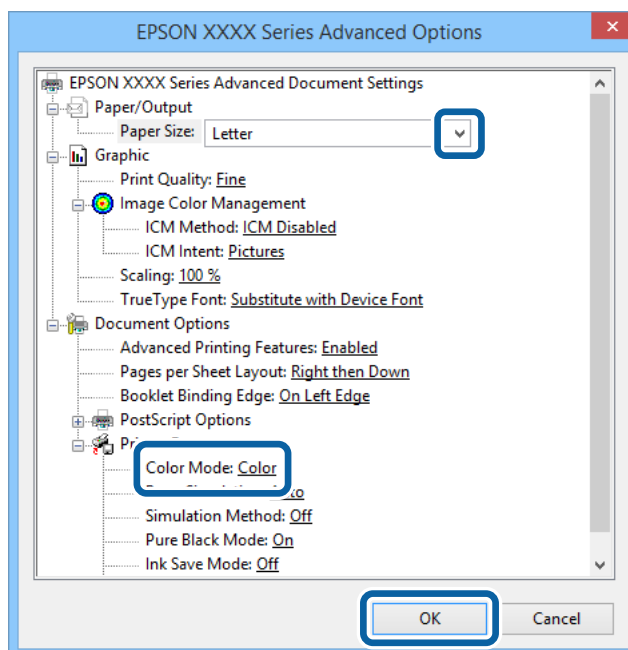 EPSON XXXX Series Advanced Options
EPSON XXXX Series Advanced Document Settings
Paper/Output
Paper Size: Letter
Graphic
Print Quality: Fine
Image Color Management
ICM Method: ICM Disabled
ICM Intent: Pictures
Scaling: 100 %
TrueType Font: Substitute with Device Font
Document Options
Advanced Printing Features: Enabled
Pages per Sheet Layout: Right then Down
Booklet Binding Edge: On Left Edge
PostScript Options
Color Mode: Color
Simulation Method: Off
Pure Black Mode: On
Ink Save Mode: Off
OK
Cancel